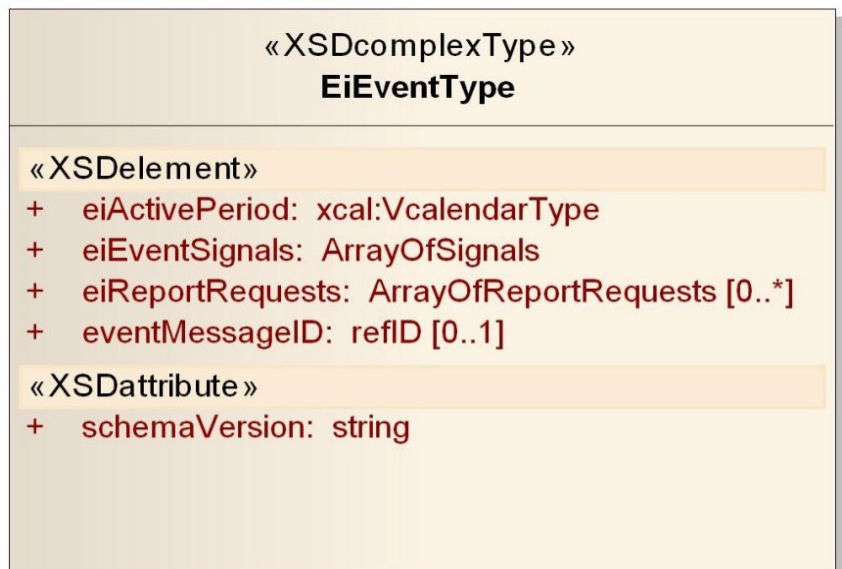 «XSDcomplexType»
EiEventType
«XSDelement»
+ eiActivePeriod: xcal:VcalendarType
+ eiEventSignals: ArrayOfSignals
+ eiReportRequests: ArrayOfReportRequests [0..*]
+ eventMessageID: refID [0..1]
«XSDattribute»
+ schemaVersion: string